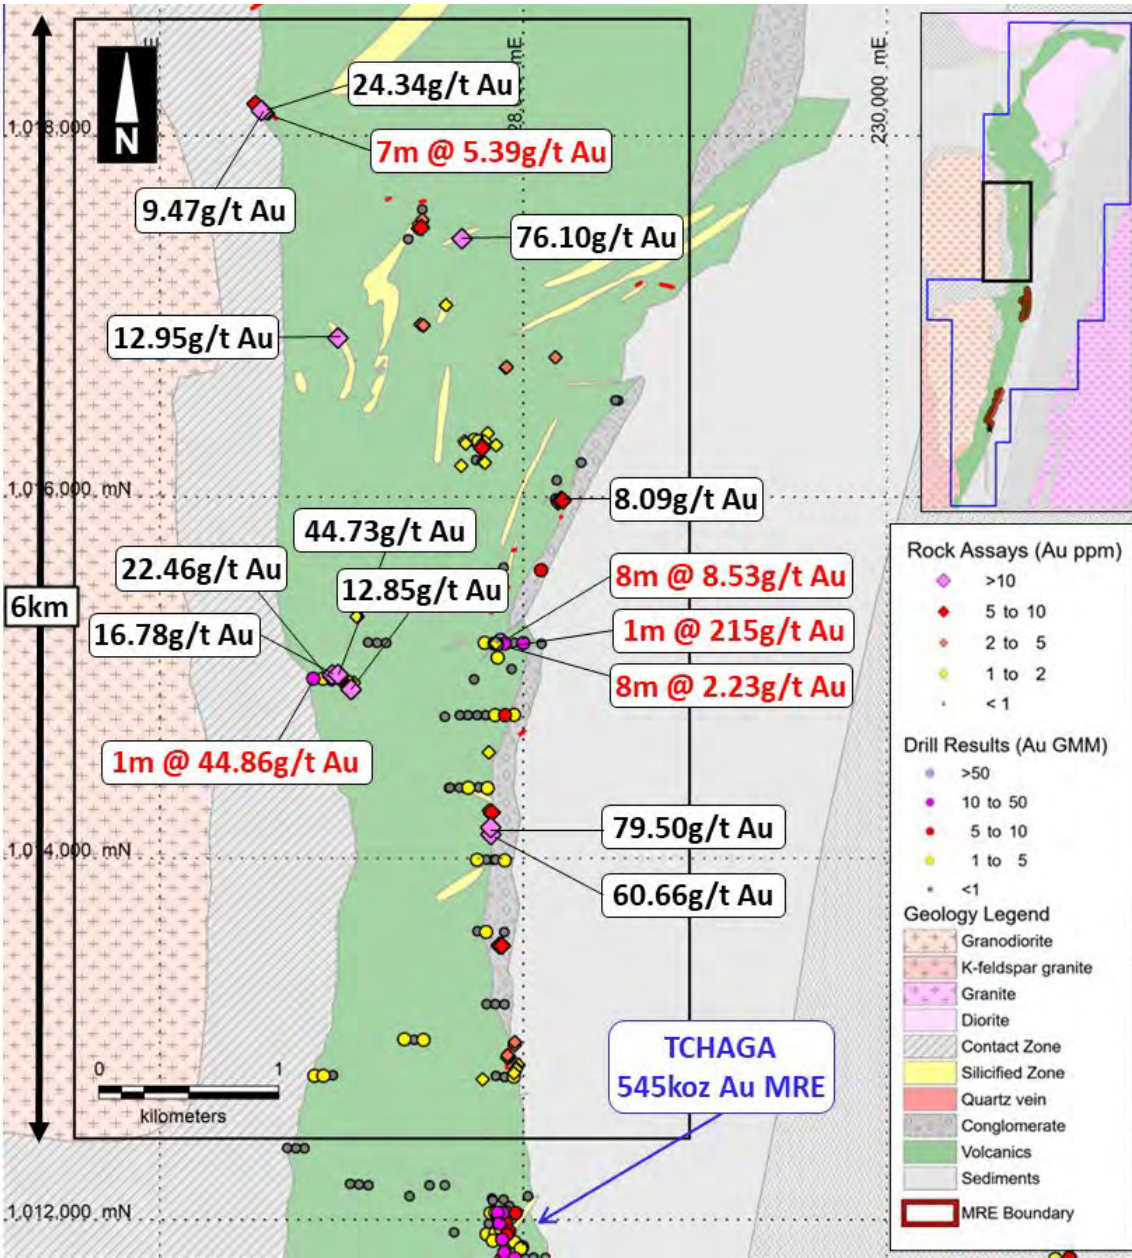 mE
28,
mE
230,000 mE
24.34g/t Au
1,018,000
N
7m @ 5.39g/t Au
9.47g/t Au
76.10g/t Au
12.95g/t Au
1,016,000 mN
8.09g/t Au
44.73g/t Au
22.46g/t Au
12.85g/t Au
8m @ 8.53g/t Au
6km
16.78g/t Au
1m @ 215g/t Au
8m @ 2.23g/t Au
1m @ 44.86g/t Au
79.50g/t Au
1,014,000 mN
60.66g/t Au
TCHAGA
545koz Au MRE
0 1
kilometers
1,012,000 mN
Rock Assays (Au ppm)
>10
5 to 10
2 to 5
1 to 2
< 1
Drill Results (Au GMM)
>50
10 to 50
5 to 10
1 to 5
<1
Geology Legend
Granodiorite
K-feldspar granite
Granite
Diorite
Contact Zone
Silicified Zone
Quartz vein
Conglomerate
Volcanics
Sediments
MRE Boundary